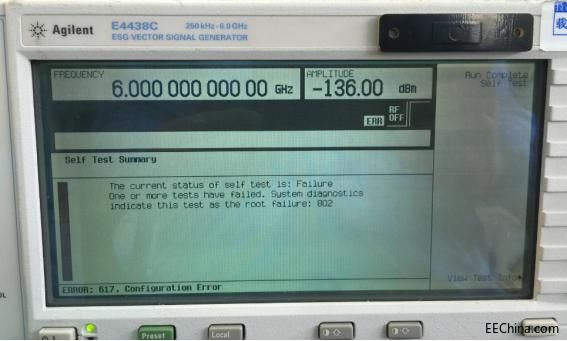 Agilent
E4438C
250 kHz - 6.0 GHz
ESG VECTOR SIGNAL GENERATOR
载
FREQUENCY
6.000 000 000 00 GHz
AMPLITUDE
-136.00 dBm
Run Complete
Self Test
RF
OFF
ERR
Self Test Summary
The current status of self test is: Failure
One or more tests have failed. System diagnostics
indicate this test as the root failure: 802
View Test Info
ERROR: 617, Configuration Error
Preset
Local
EEChina.com